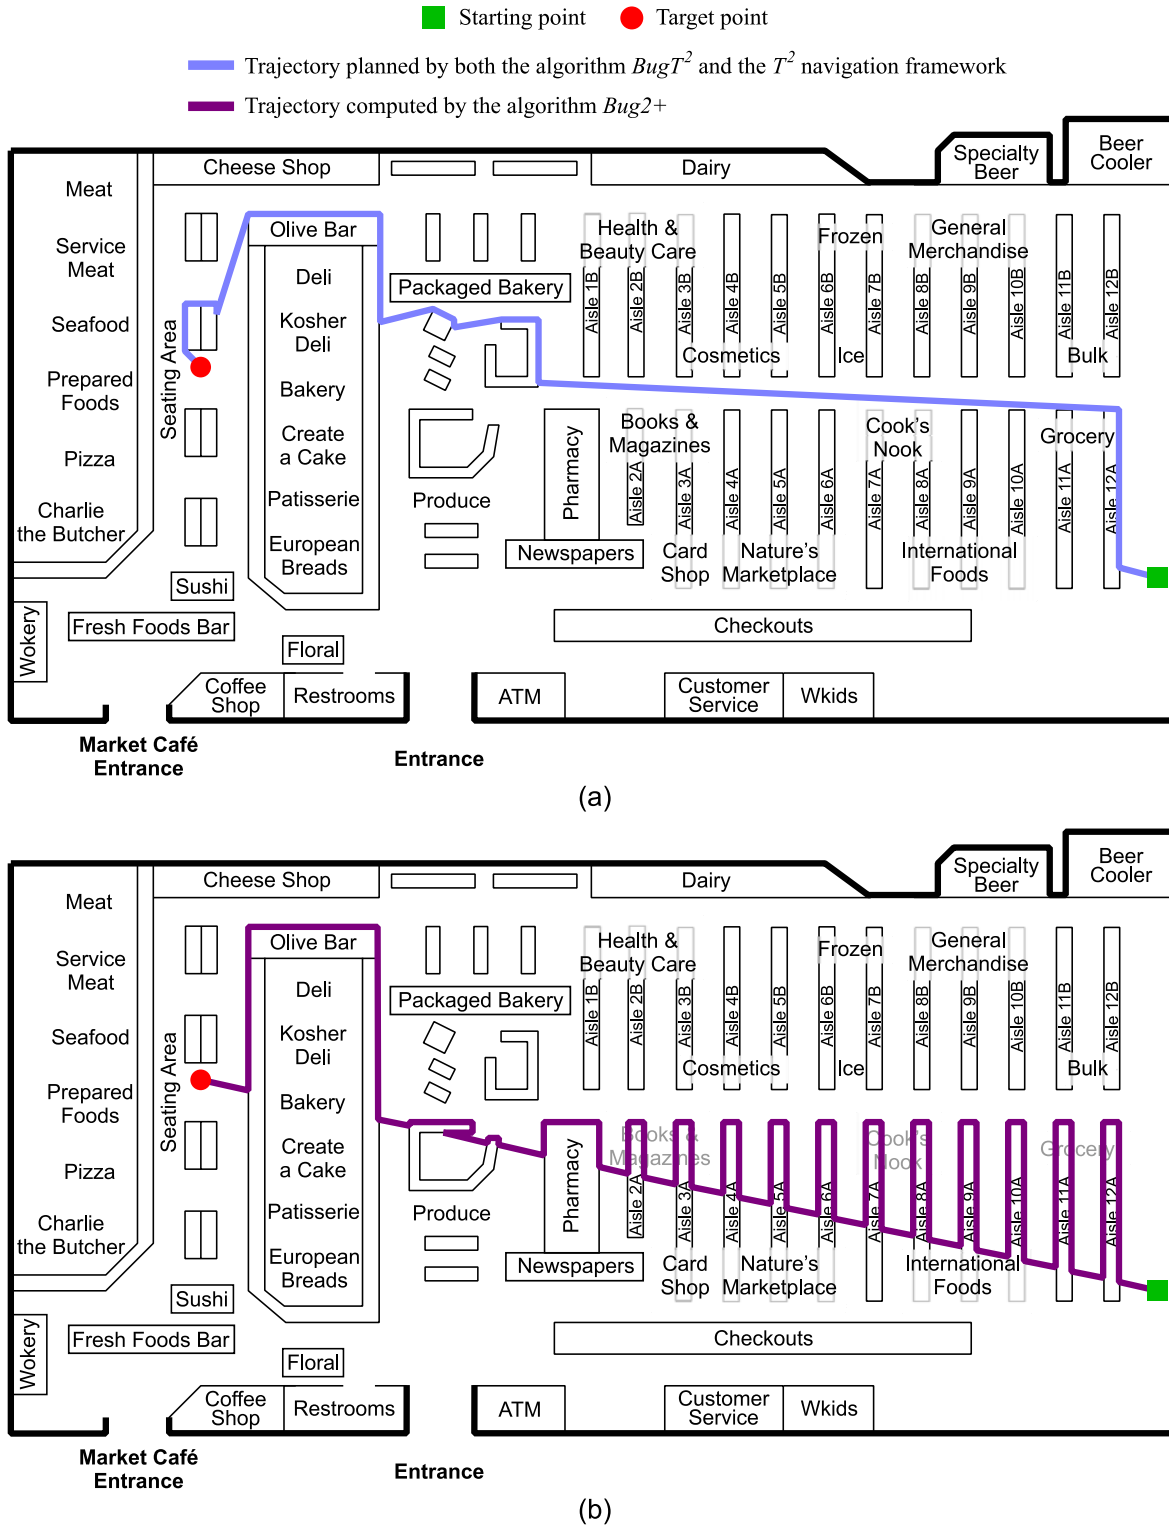 Starting point
Target point
Trajectory planned by both the algorithm BugT² and the T² navigation framework
Trajectory computed by the algorithm Bug2+
Cheese Shop
Dairy
Specialty
Beer
Beer
Cooler
Meat
Service
Meat
Seafood
Prepared
Foods
Pizza
Charlie
the Butcher
Seating Area
Olive Bar
Deli
Kosher
Deli
Bakery
Create
a Cake
Patisserie
European
Breads
Packaged Bakery
Health &
Beauty Care
Frozen
General
Merchandise
Aisle 1B
Aisle 2B
Aisle 3B
Aisle 4B
Aisle 5B
Aisle 6B
Aisle 7B
Aisle 8B
Aisle 9B
Aisle 10B
Aisle 11B
Aisle 12B
Cosmetics
Ice
Bulk
Books &
Magazines
Cook's
Nook
Grocery
Pharmacy
Aisle 2A
Aisle 3A
Aisle 4A
Aisle 5A
Aisle 6A
Aisle 7A
Aisle 8A
Aisle 9A
Aisle 10A
Aisle 11A
Aisle 12A
Produce
Newspapers
Card
Shop
Nature's
Marketplace
International
Foods
Sushi
Fresh Foods Bar
Wokery
Floral
Checkouts
Coffee
Shop
Restrooms
ATM
Customer
Service
Wkids
Market Café
Entrance
Entrance
(a)
Cheese Shop
Dairy
Specialty
Beer
Beer
Cooler
Meat
Service
Meat
Seafood
Prepared
Foods
Pizza
Charlie
the Butcher
Seating Area
Olive Bar
Deli
Kosher
Deli
Bakery
Create
a Cake
Patisserie
European
Breads
Packaged Bakery
Health &
Beauty Care
Frozen
General
Merchandise
Aisle 1B
Aisle 2B
Aisle 3B
Aisle 4B
Aisle 5B
Aisle 6B
Aisle 7B
Aisle 8B
Aisle 9B
Aisle 10B
Aisle 11B
Aisle 12B
Cosmetics
Ice
Bulk
Books &
Magazines
Cook's
Nook
Grocery
Pharmacy
Aisle 2A
Aisle 3A
Aisle 4A
Aisle 5A
Aisle 6A
Aisle 7A
Aisle 8A
Aisle 9A
Aisle 10A
Aisle 11A
Aisle 12A
Produce
Newspapers
Card
Shop
Nature's
Marketplace
International
Foods
Sushi
Fresh Foods Bar
Wokery
Floral
Checkouts
Coffee
Shop
Restrooms
ATM
Customer
Service
Wkids
Market Café
Entrance
Entrance
(b)